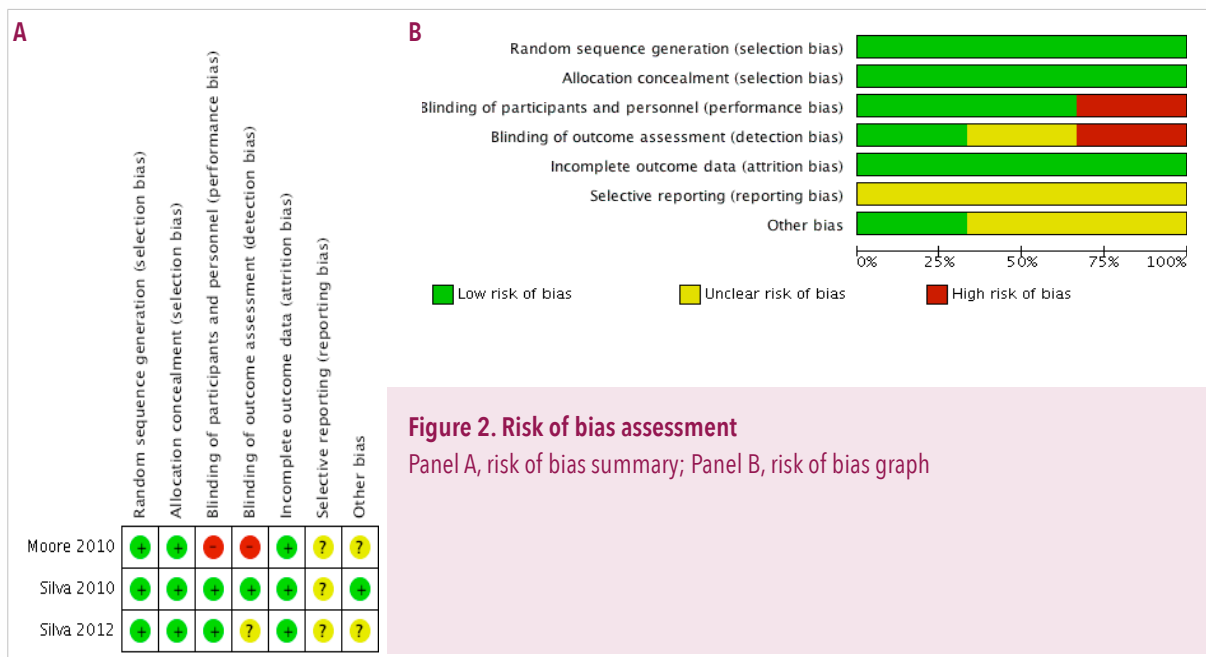 A
Random sequence generation (selection bias)
Allocation concealment (selection bias)
Blinding of participants and personnel (performance bias)
Blinding of outcome assessment (detection bias)
Incomplete outcome data (attrition bias)
Selective reporting (reporting bias)
Other bias
Moore 2010 + + - - + ? ?
Silva 2010 + + + + + ? +
Silva 2012 + + + ? + ? ?
B
Random sequence generation (selection bias)
Allocation concealment (selection bias)
Blinding of participants and personnel (performance bias)
Blinding of outcome assessment (detection bias)
Incomplete outcome data (attrition bias)
Selective reporting (reporting bias)
Other bias
0% 25% 50% 75% 100%
Low risk of bias Unclear risk of bias High risk of bias
Figure 2. Risk of bias assessment
Panel A, risk of bias summary; Panel B, risk of bias graph